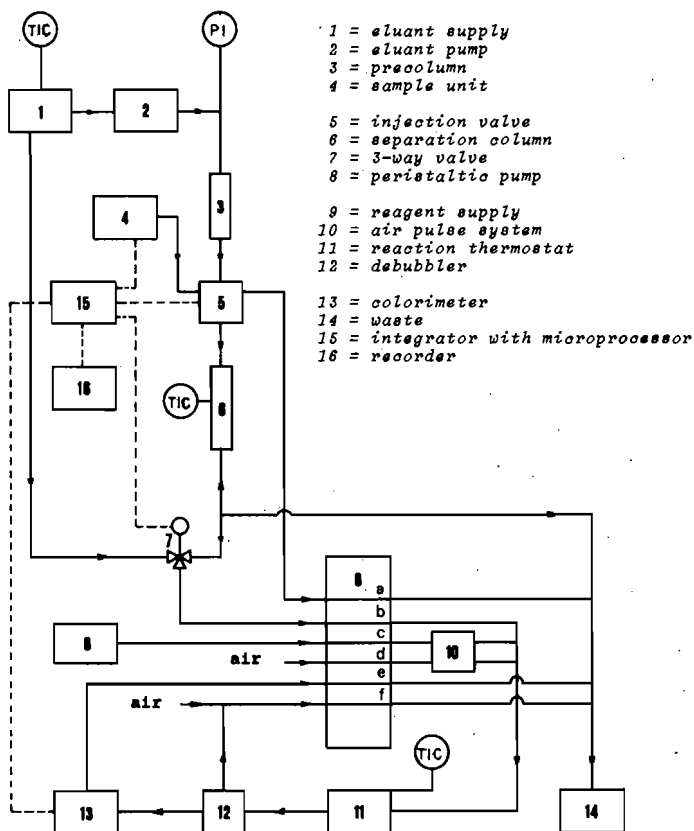 TIC
PI
1 = eluant supply
2 = eluant pump
3 = precolumn
4 = sample unit
5 = injection valve
6 = separation column
7 = 3-way valve
8 = peristaltic pump
9 = reagent supply
10 = air pulse system
11 = reaction thermostat
12 = debubbler
13 = colorimeter
14 = waste
15 = integrator with microprocessor
16 = recorder
1
2
3
4
15
5
16
TIC
6
7
8
a
b
c
d
e
f
9
10
air
air
TIC
13
12
11
14